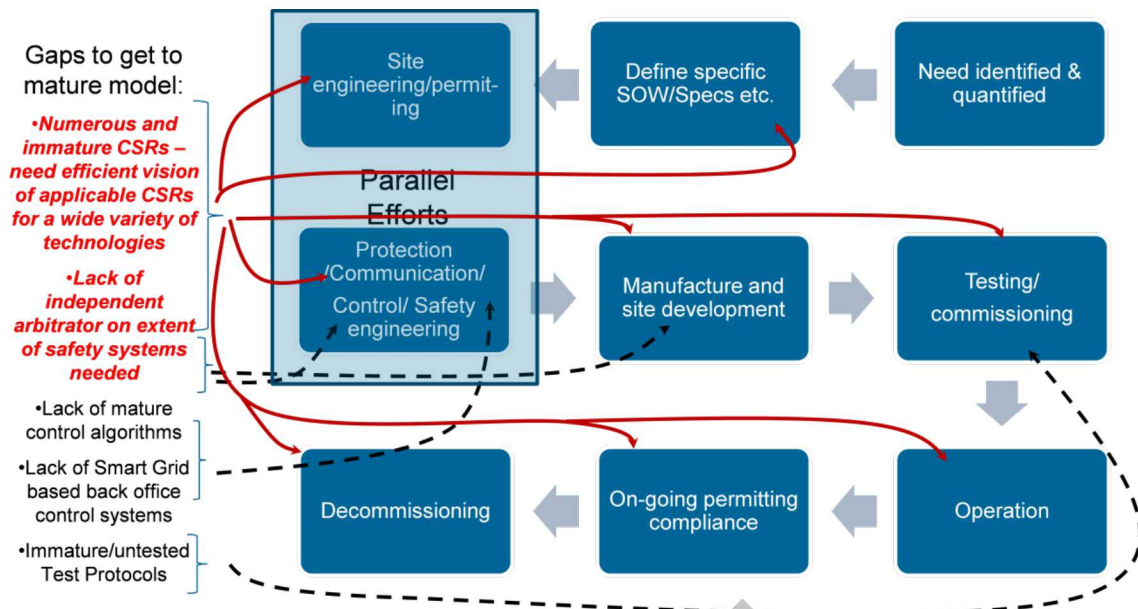 Gaps to get to
mature model:
•Numerous and
immature CSRs –
need efficient vision
of applicable CSRs
for a wide variety of
technologies
•Lack of
independent
arbitrator on extent
of safety systems
needed
•Lack of mature
control algorithms
•Lack of Smart Grid
based back office
control systems
•Immature/untested
Test Protocols
Site
engineering/permit-
ing
Define specific
SOW/Specs etc.
Need identified &
quantified
Parallel
Efforts
Protection
/Communication/
Control/ Safety
engineering
Manufacture and
site development
Testing/
commissioning
Decommissioning
On-going permitting
compliance
Operation